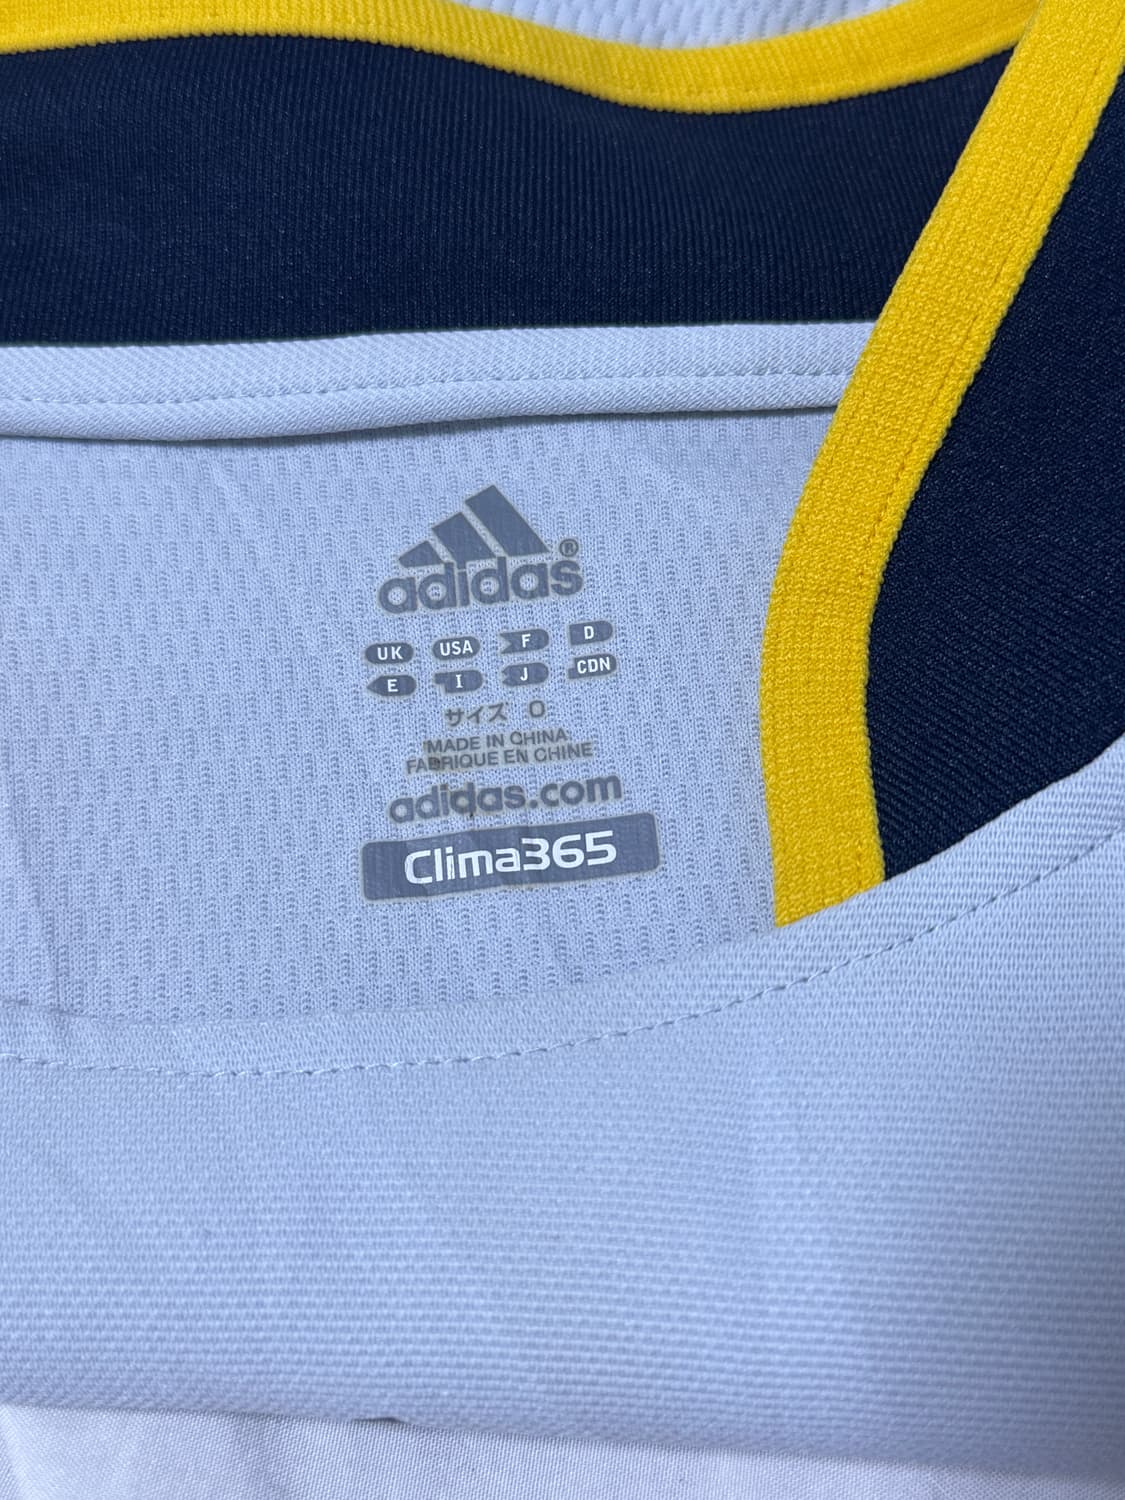 adidas®
UK USA F D
E I J CDN
サイズ O
MADE IN CHINA
FABRIQUE EN CHINE
adidas.com
Clima365